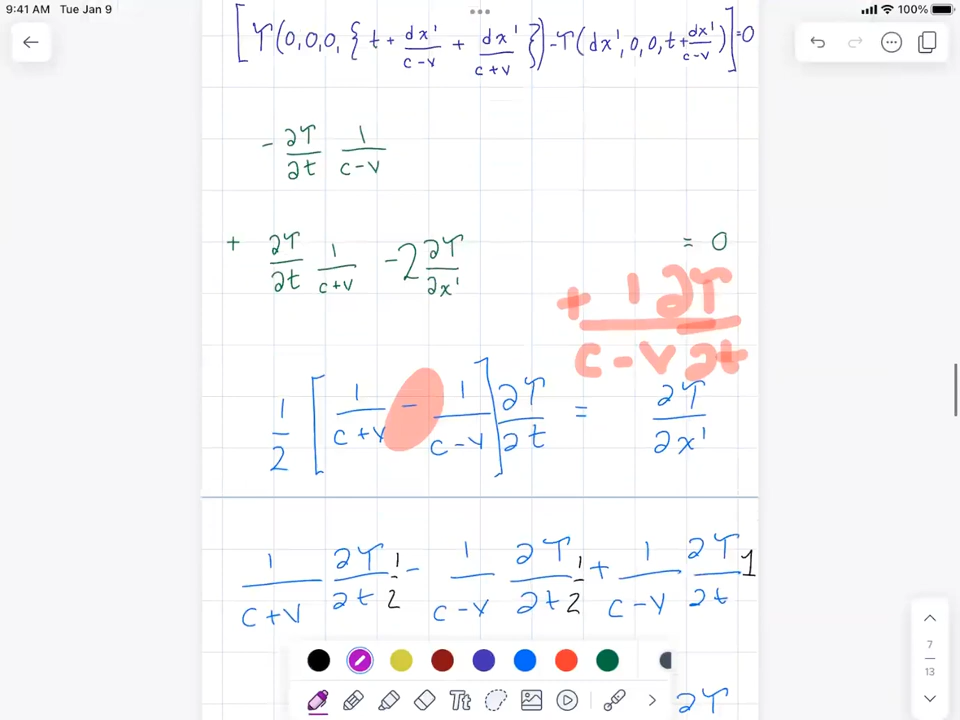 9:41 AM Tue Jan 9 100%
[τ(0,0,0,{t + dx'/(c-v) + dx'/(c+v)}) - τ(dx',0,0,t+dx'/(c-v))] = 0
- ∂τ/∂t 1/(c-v)
+ ∂τ/∂t 1/(c+v) - 2 ∂τ/∂x' = 0
+ 1/(c-v) ∂τ/∂t
1/2 [1/(c+v) - 1/(c-v)] ∂τ/∂t = ∂τ/∂x'
1/(c+v) ∂τ/∂t 1/2 - 1/(c-v) ∂τ/∂t 1/2 + 1/(c-v) ∂τ/∂t 1
7
13
Tt
∂τ